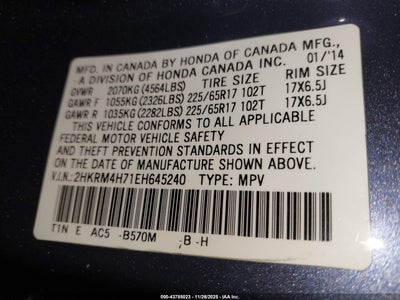 MFD. IN CANADA BY HONDA OF CANADA MFG.,
-A DIVISION OF HONDA CANADA INC. 01/'14
GVWR 2070KG(4564LBS) TIRE SIZE RIM SIZE
GAWR F 1055KG(2326LBS) 225/65R17 102T 17X6.5J
GAWR R 1035KG(2282LBS) 225/65R17 102T 17X6.5J
THIS VEHICLE CONFORMS TO ALL APPLICABLE
FEDERAL MOTOR VEHICLE SAFETY
AND THEFT PREVENTION STANDARDS IN EFFECT
ON THE DATE OF MANUFACTURE SHOWN ABOVE.
V.I.N.: 2HKRM4H71EH645240 TYPE: MPV
T1N E AC5 -B570M ;B -H
000-43788023 - 11/26/2025 - IAA Inc.